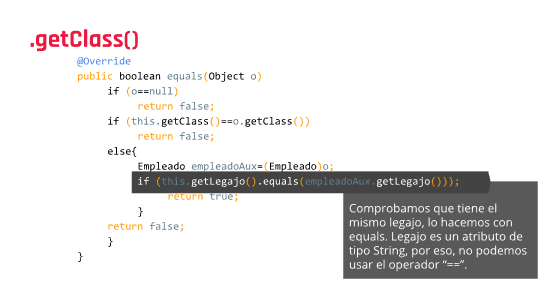 .getClass()
@Override
public boolean equals(Object o)
if (o==null)
return false;
if (this.getClass()==o.getClass())
return false;
else{
Empleado empleadoAux=(Empleado)o;
if (this.getLegajo().equals(empleadoAux.getLegajo()));
return true;
}
return false;
}
}
Comprobamos que tiene el
mismo legajo, lo hacemos con
equals. Legajo es un atributo de
tipo String, por eso, no podemos
usar el operador “==”.